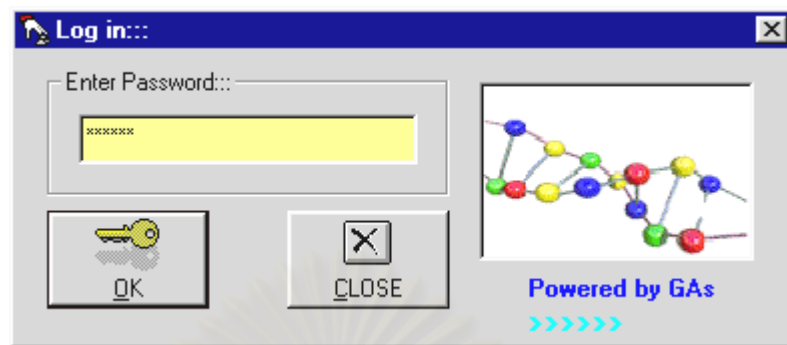 Log in:::
Enter Password:::
xxxxxx
OK
CLOSE
Powered by GAs
>>>>>>